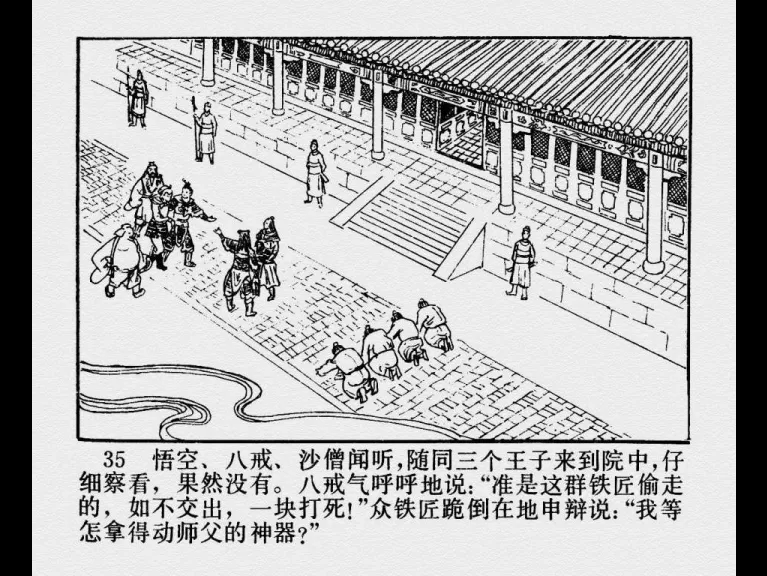 35 悟空、八戒、沙僧闻听,随同三个王子来到院中,仔
细察看，果然没有。八戒气呼呼地说:“准是这群铁匠偷走
的，如不交出，一块打死!”众铁匠跪倒在地申辩说:“我等
怎拿得动师父的神器?”